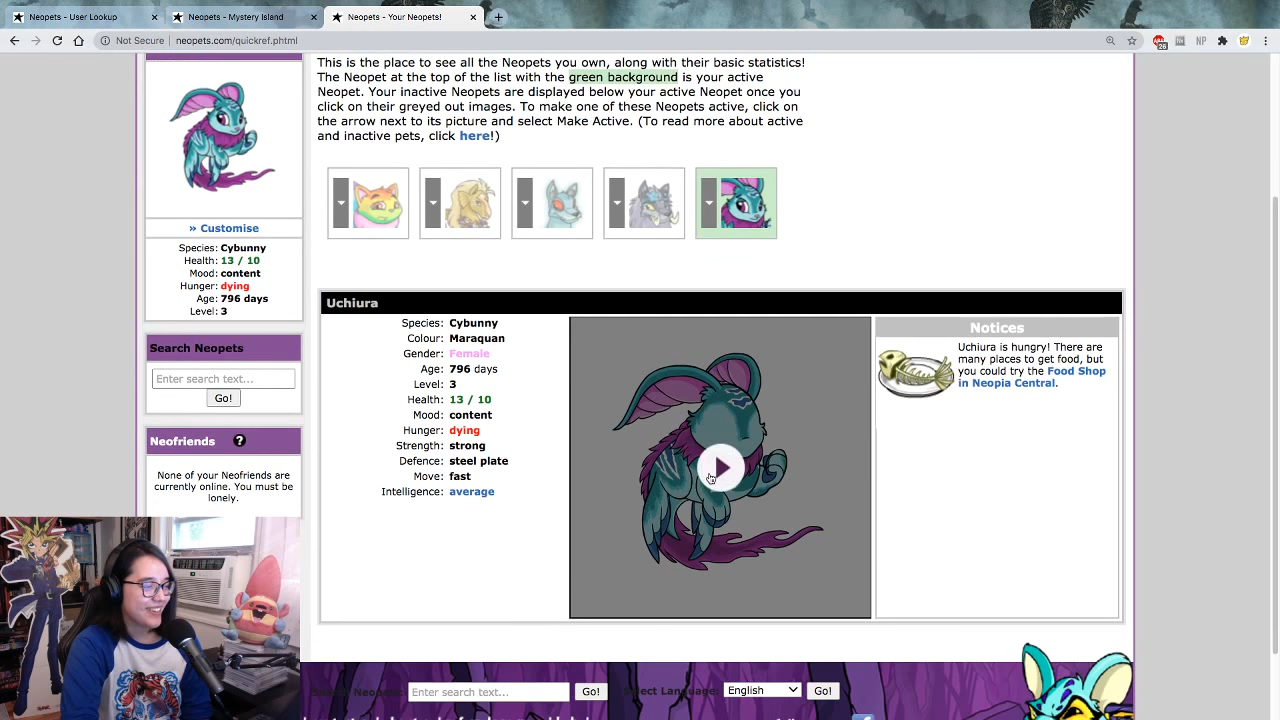 Neopets - User Lookup
Neopets - Mystery Island
Neopets - Your Neopets!
Not Secure | neopets.com/quickref.phtml
26
NP
» Customise
Species: Cybunny
Health: 13 / 10
Mood: content
Hunger: dying
Age: 796 days
Level: 3
Search Neopets
Enter search text...
Go!
Neofriends ?
None of your Neofriends are
currently online. You must be
lonely.
This is the place to see all the Neopets you own, along with their basic statistics!
The Neopet at the top of the list with the green background is your active
Neopet. Your inactive Neopets are displayed below your active Neopet once you
click on their greyed out images. To make one of these Neopets active, click on
the arrow next to its picture and select Make Active. (To read more about active
and inactive pets, click here!)
Uchiura
Species: Cybunny
Colour: Maraquan
Gender: Female
Age: 796 days
Level: 3
Health: 13 / 10
Mood: content
Hunger: dying
Strength: strong
Defence: steel plate
Move: fast
Intelligence: average
Notices
Uchiura is hungry! There are
many places to get food, but
you could try the Food Shop
in Neopia Central.
Search Neopets: Enter search text... Go! Select Language: English Go!